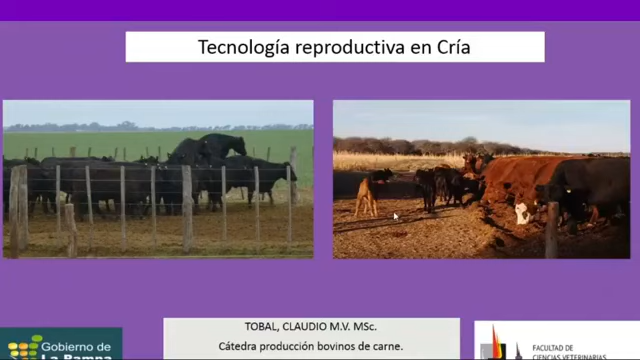 Tecnología reproductiva en Cría
TOBAL, CLAUDIO M.V. MSc.
Cátedra producción bovinos de carne.
Gobierno de
La Pampa
FACULTAD DE
CIENCIAS VETERINARIAS